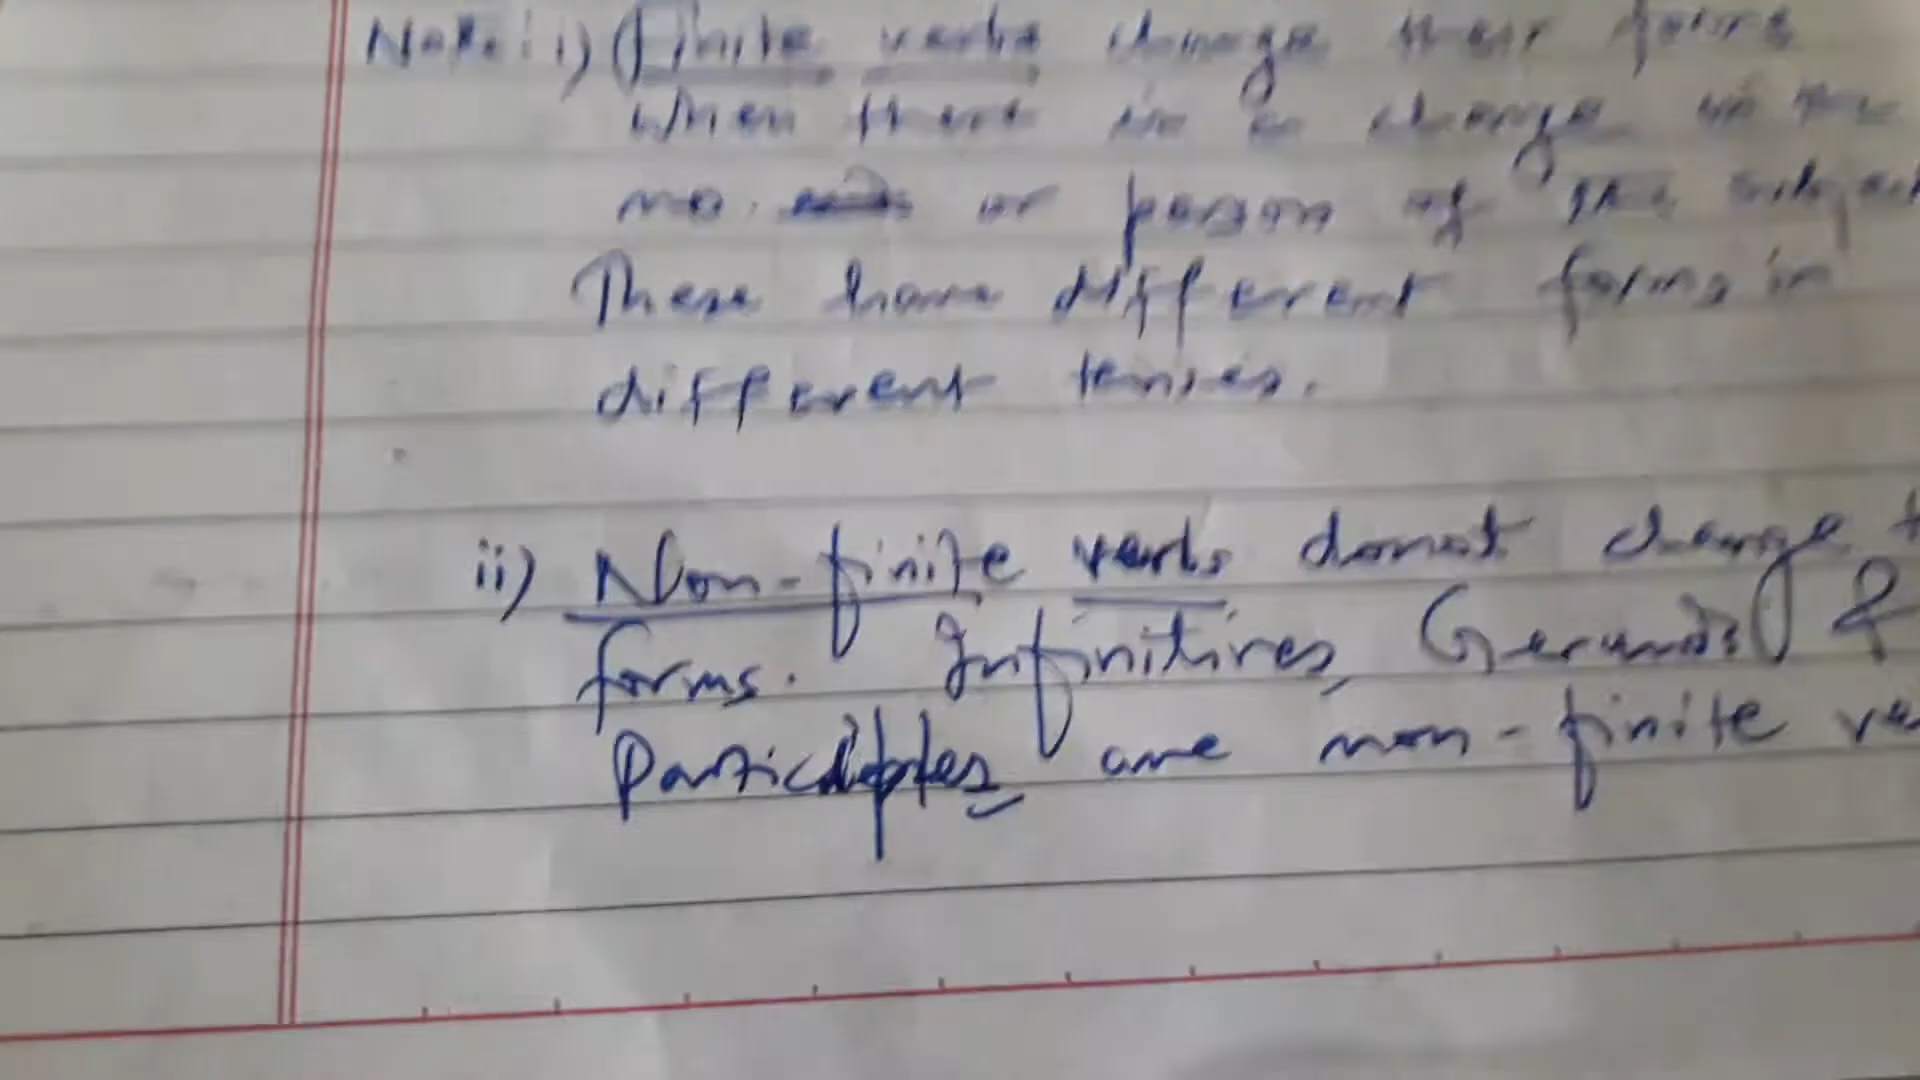 Note: i) Finite verbs change their forms
when there is a change in the
no. or person of the subject
These have different forms in
different tenses.
ii) Non-finite verbs donot change
forms. Infinitives, Gerunds &
Participles are non-finite ve